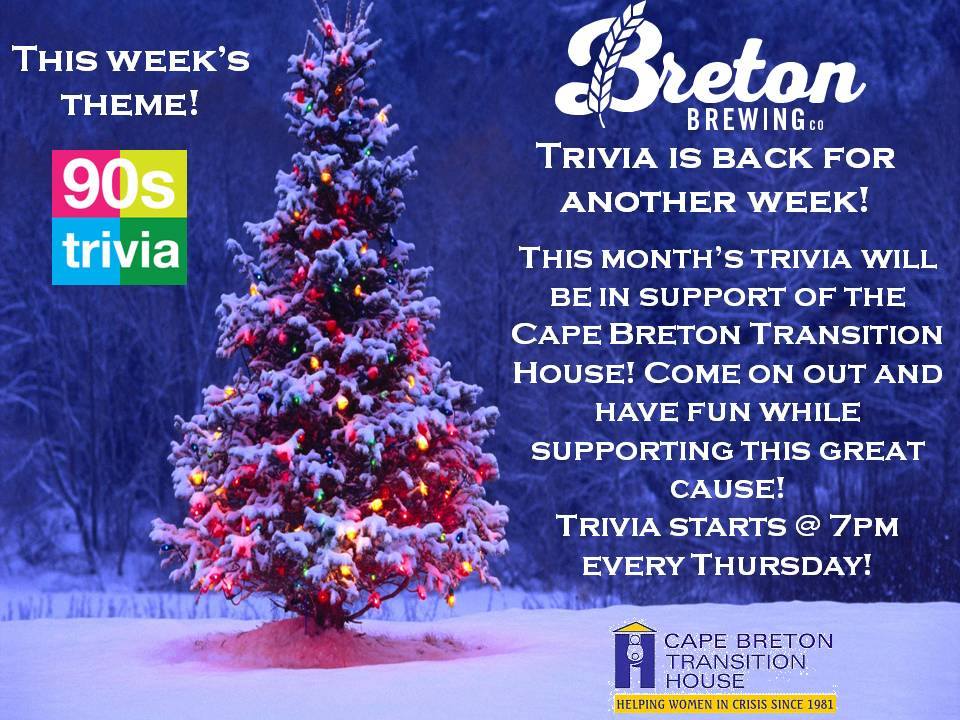 This week's
theme!
90s
trivia
Breton
BREWING CO
Trivia is back for
another week!
This month's trivia will
be in support of the
Cape Breton Transition
House! Come on out and
have fun while
supporting this great
cause!
Trivia starts @ 7pm
every Thursday!
CAPE BRETON
TRANSITION
HOUSE
HELPING WOMEN IN CRISIS SINCE 1981